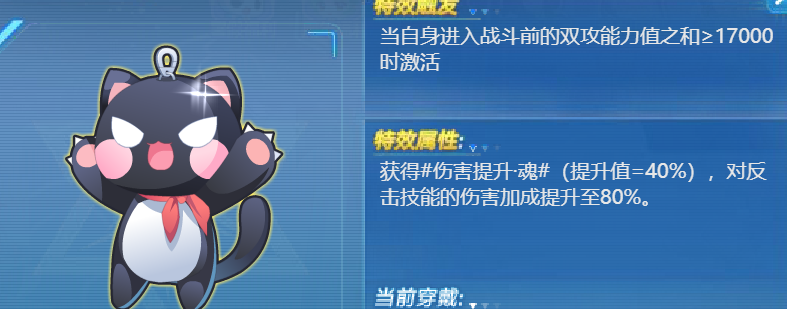 特效触发
当自身进入战斗前的双攻能力值之和≥17000
时激活
特效属性:
获得#伤害提升·魂#（提升值=40%），对反
击技能的伤害加成提升至80%。
当前穿戴: